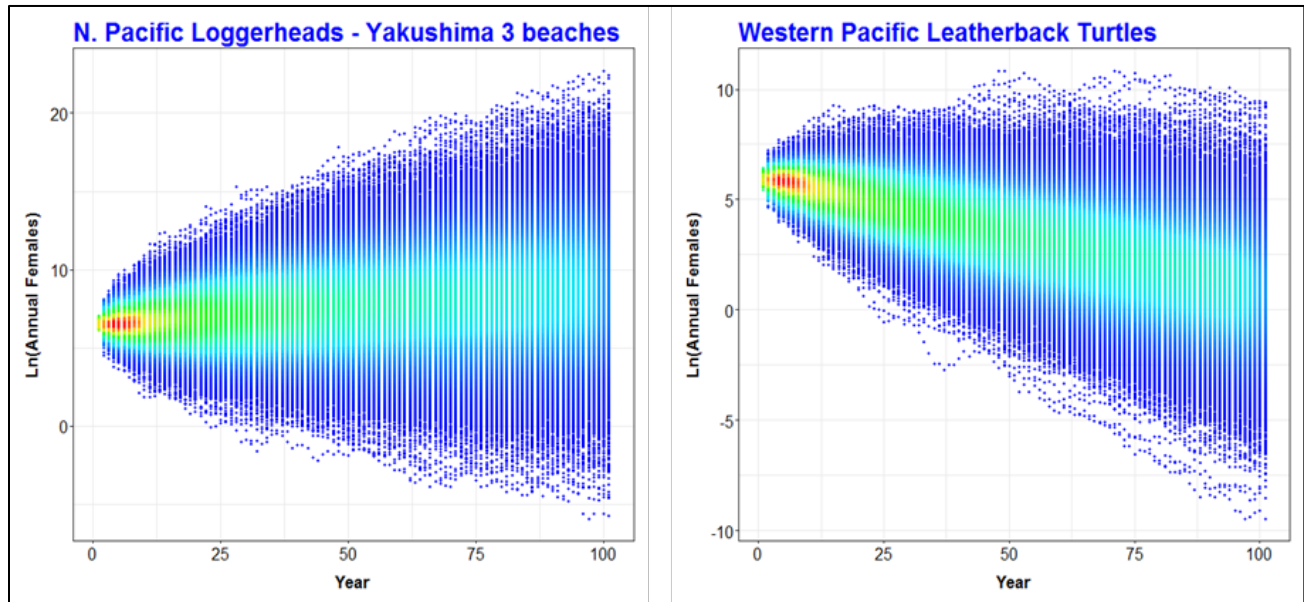 N. Pacific Loggerheads - Yakushima 3 beaches
Ln(Annual Females)
20
10
0
0 25 50 75 100
Year
Western Pacific Leatherback Turtles
Ln(Annual Females)
10
5
0
-5
-10
0 25 50 75 100
Year